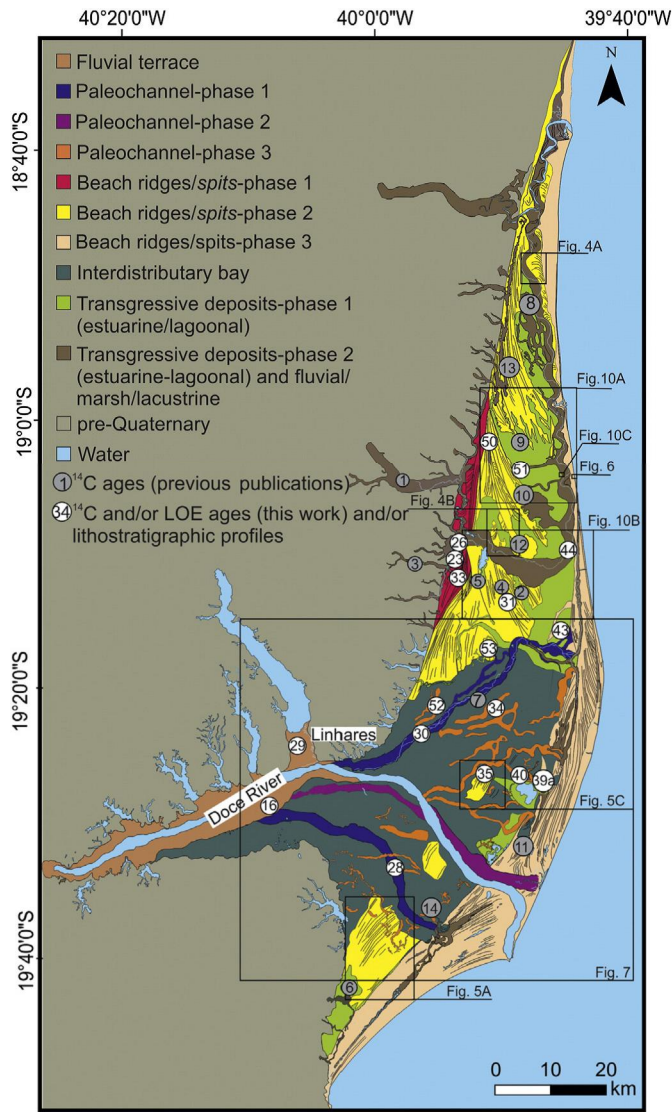 40°20'0"W 40°00'0"W 39°40'0"W
N
18°40'0"S
19°0'0"S
19°20'0"S
19°40'0"S
Fluvial terrace
Paleochannel-phase 1
Paleochannel-phase 2
Paleochannel-phase 3
Beach ridges/spits-phase 1
Beach ridges/spits-phase 2
Beach ridges/spits-phase 3
Interdistributary bay
Transgressive deposits-phase 1
(estuarine/lagoonal)
Transgressive deposits-phase 2
(estuarine-lagoonal) and fluvial/
marsh/lacustrine
pre-Quaternary
Water
1 ¹⁴C ages (previous publications)
34 ¹⁴C and/or LOE ages (this work) and/or
lithostratigraphic profiles
Fig. 4A
8
13
Fig.10A
50
9
Fig. 10C
51
Fig. 6
1
10
Fig. 4B
Fig. 10B
26
12
44
3
23
33
5
4
2
31
43
53
52
7
34
30
29
Linhares
Doce River
16
35
40
39a
Fig. 5C
11
28
14
Fig. 7
6
Fig. 5A
0 10 20
km